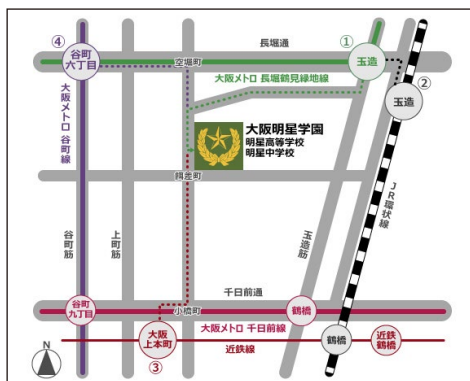 ④
谷町
六丁目
長堀通
空堀町
①
玉造
大阪メトロ 長堀鶴見緑地線
②
玉造
大阪メトロ 谷町線
大阪明星学園
明星高等学校
明星中学校
餌差町
JR環状線
谷町筋
上町筋
玉造筋
千日前通
谷町
九丁目
小橋町
鶴橋
大阪メトロ 千日前線
N
大阪
上本町
近鉄線
鶴橋
近鉄
鶴橋
③